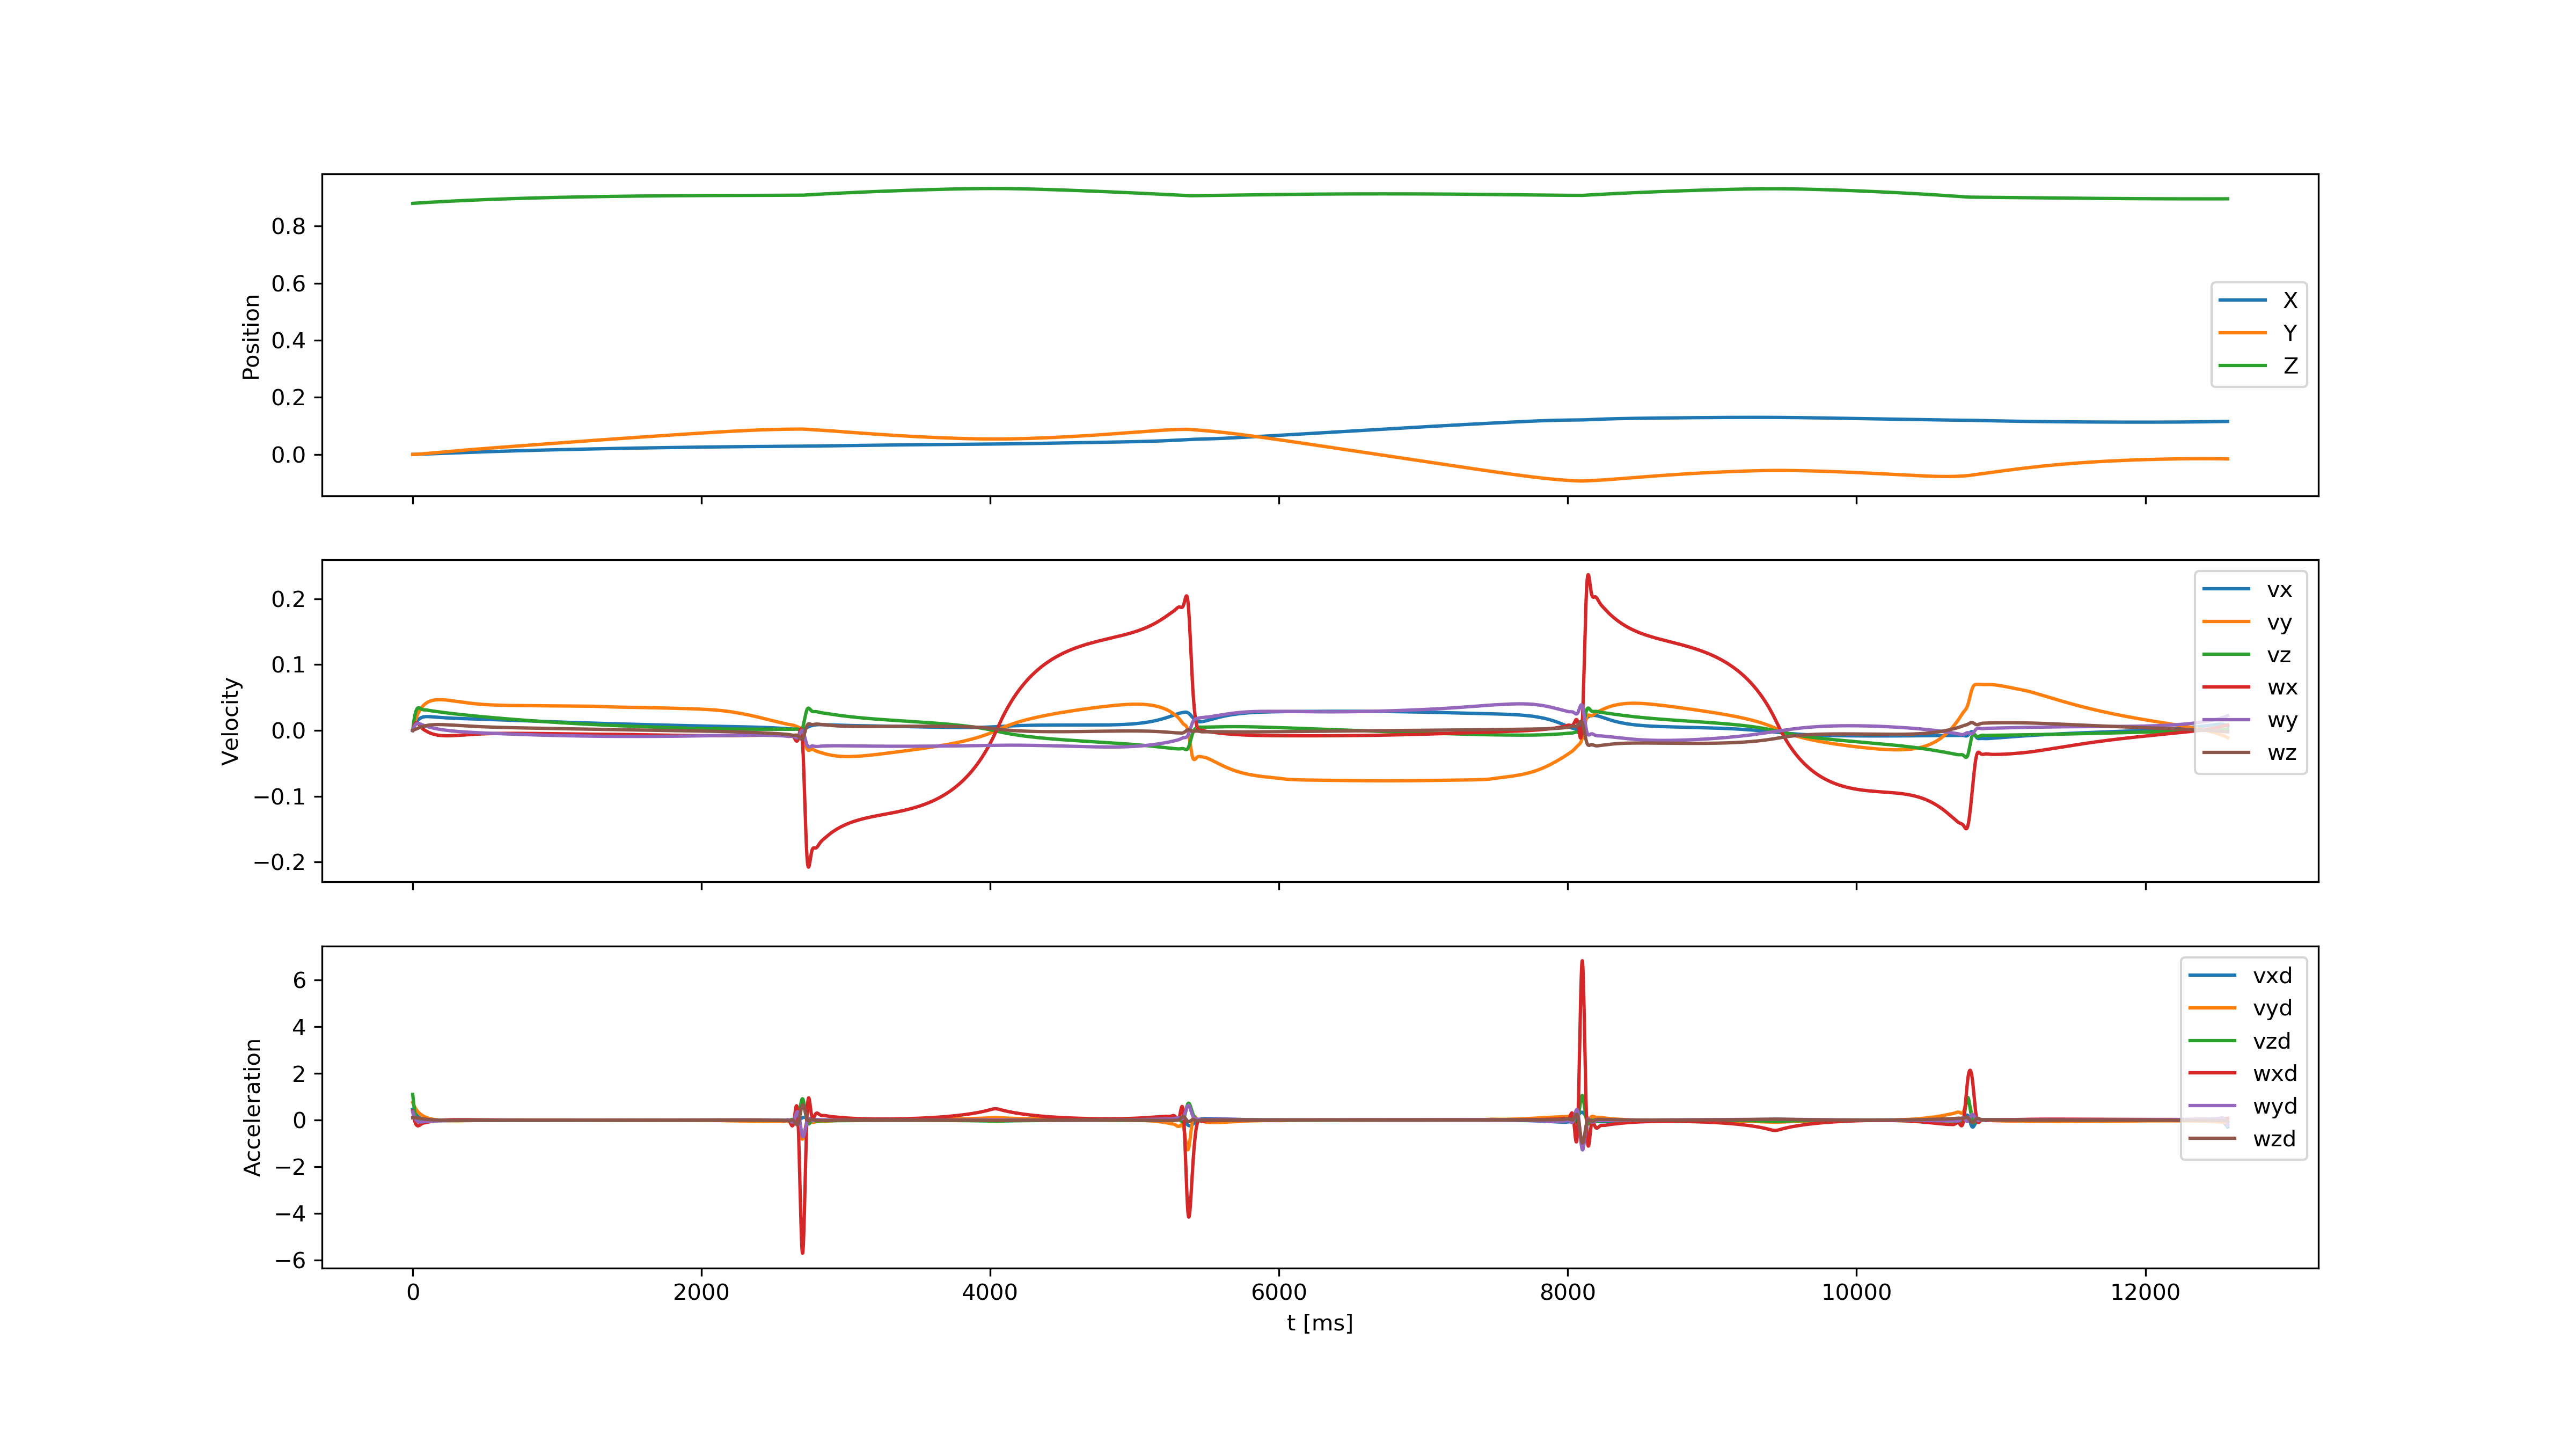 0.8
0.6
0.4
0.2
0.0
Position
X
Y
Z
0.2
0.1
0.0
−0.1
−0.2
Velocity
vx
vy
vz
wx
wy
wz
6
4
2
0
−2
−4
−6
Acceleration
vxd
vyd
vzd
wxd
wyd
wzd
0 2000 4000 6000 8000 10000 12000
t [ms]